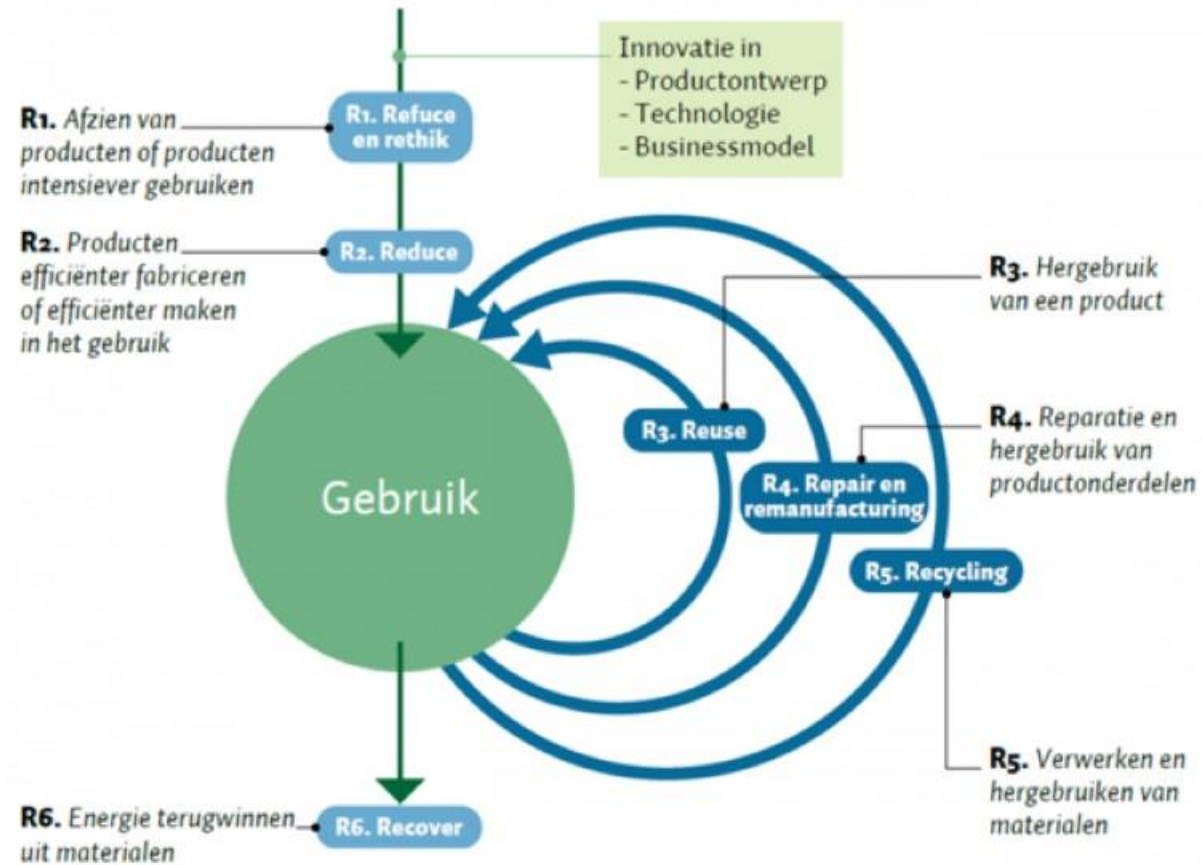 Innovatie in
- Productontwerp
- Technologie
- Businessmodel
R1. Afzien van
producten of producten
intensiever gebruiken
R1. Refuce
en rethik
R2. Producten
efficiënter fabriceren
of efficiënter maken
in het gebruik
R2. Reduce
R3. Hergebruik
van een product
R3. Reuse
R4. Reparatie en
hergebruik van
productonderdelen
R4. Repair en
remanufacturing
Gebruik
R5. Recycling
R5. Verwerken en
hergebruiken van
materialen
R6. Energie terugwinnen
uit materialen
R6. Recover